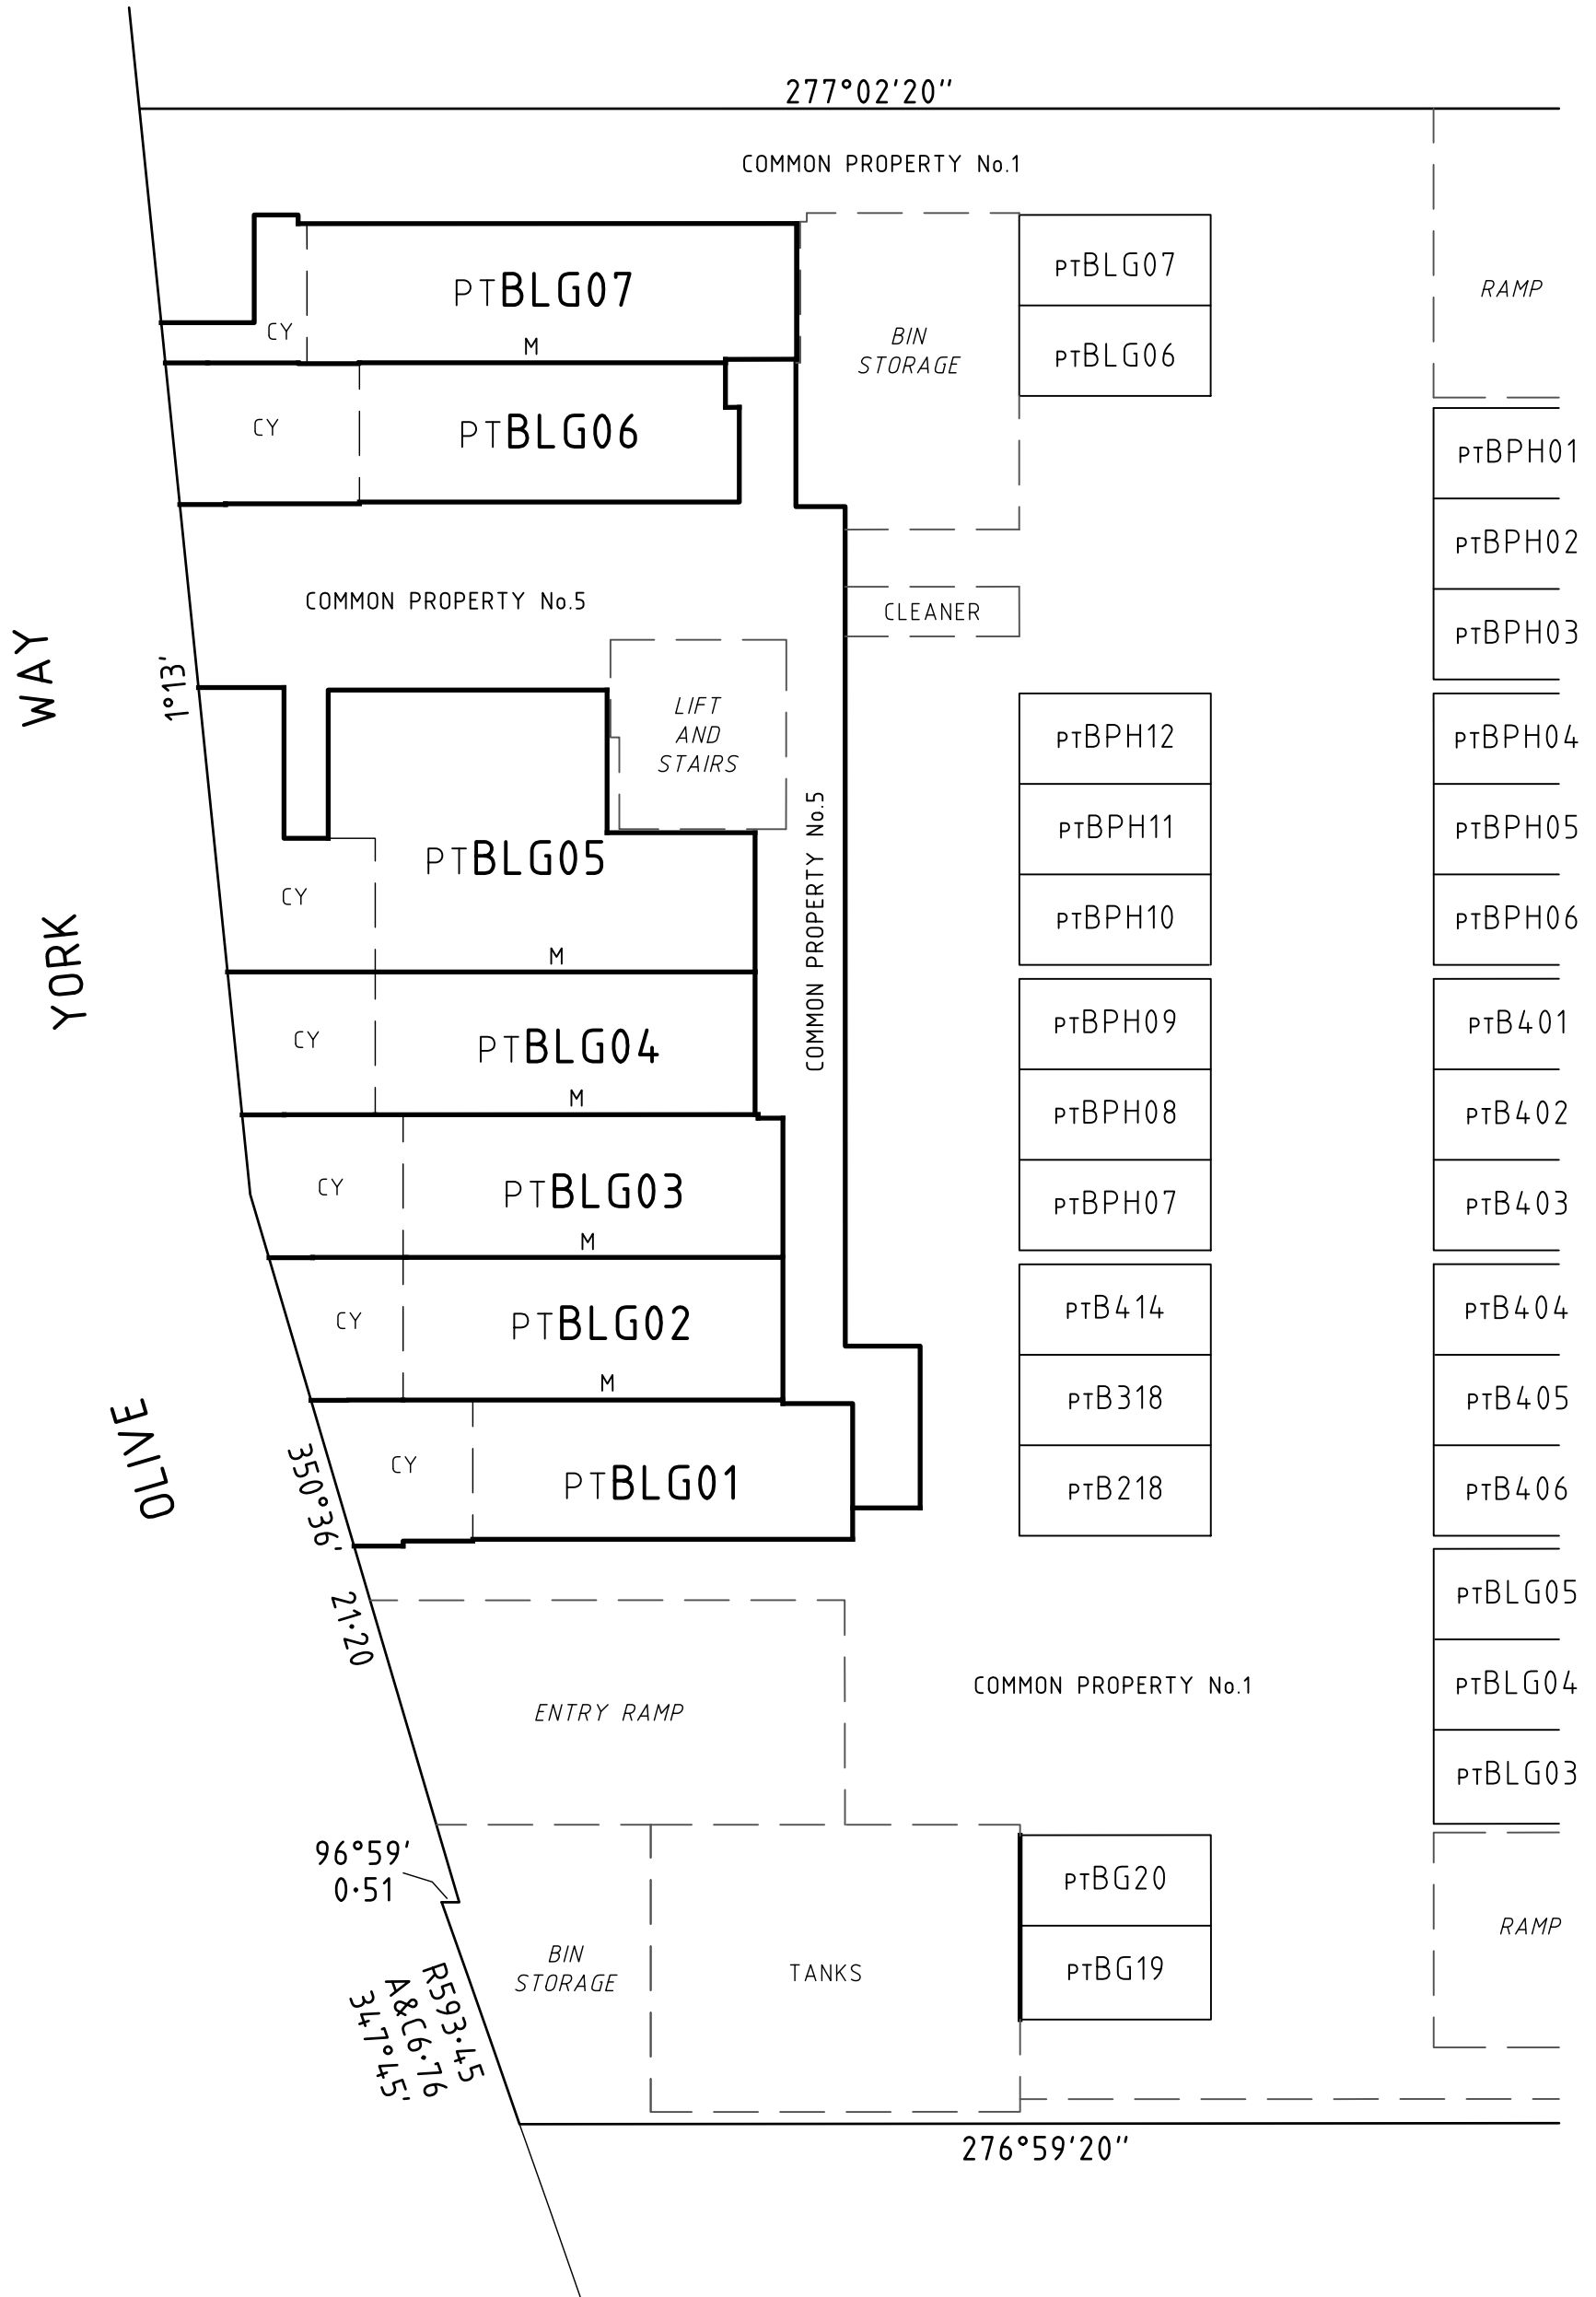 277°02'20"
COMMON PROPERTY No.1
PTBLG07
CY
M
BIN
STORAGE
PTBLG07
PTBLG06
RAMP
PTBLG06
CY
COMMON PROPERTY No.5
CLEANER
PTBPH01
PTBPH02
PTBPH03
1°13'
LIFT
AND
STAIRS
COMMON PROPERTY No.5
PTBLG05
CY
M
PTBPH12
PTBPH11
PTBPH10
PTBPH04
PTBPH05
PTBPH06
OLIVE YORK WAY
PTBLG04
CY
M
PTBLG03
CY
M
PTBPH09
PTBPH08
PTBPH07
PTB401
PTB402
PTB403
PTBLG02
CY
M
PTBLG01
CY
PTB414
PTB318
PTB218
PTB404
PTB405
PTB406
350°36'
21·20
ENTRY RAMP
COMMON PROPERTY No.1
PTBLG05
PTBLG04
PTBLG03
96°59'
0·51
BIN
STORAGE
TANKS
PTBG20
PTBG19
RAMP
R593·45
A&C6·76
347°45'
276°59'20"